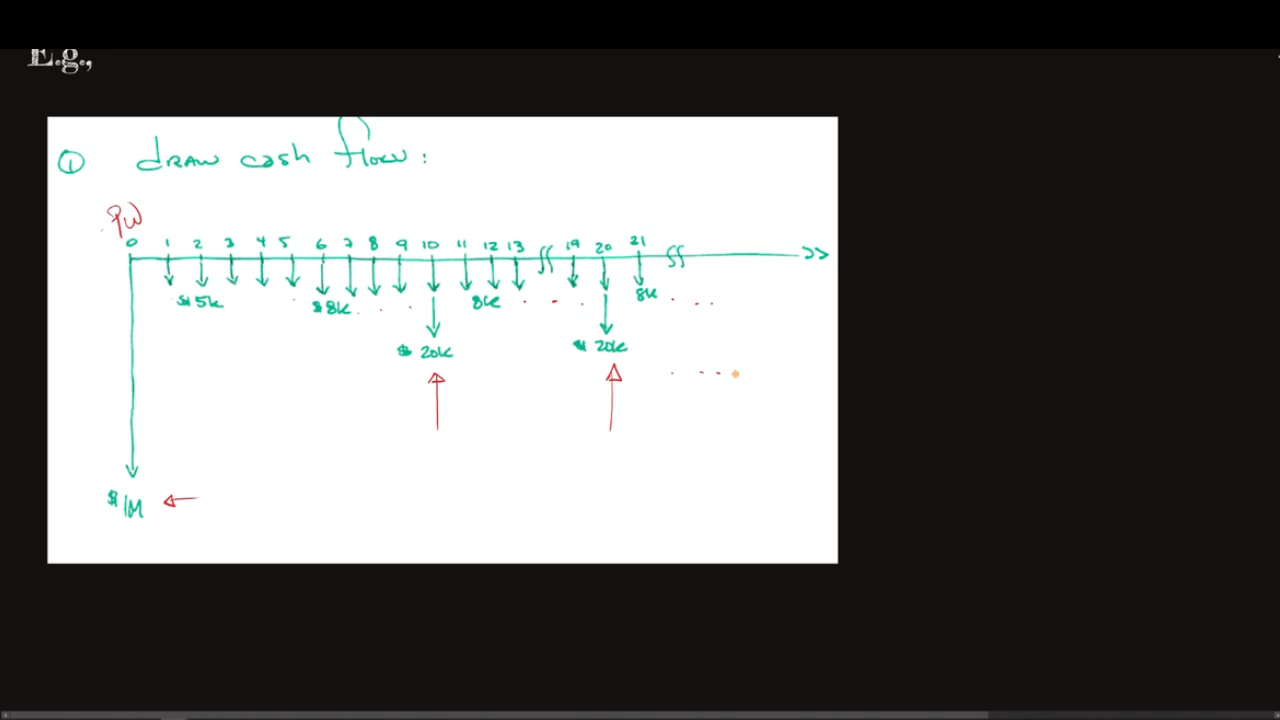 E.g.,
① draw cash flow:
PW
0 1 2 3 4 5 6 7 8 9 10 11 12 13 19 20 21
$5k $8k. . . 8k . . . 8k . . .
$ 20k $ 20k
. . . .
$1M